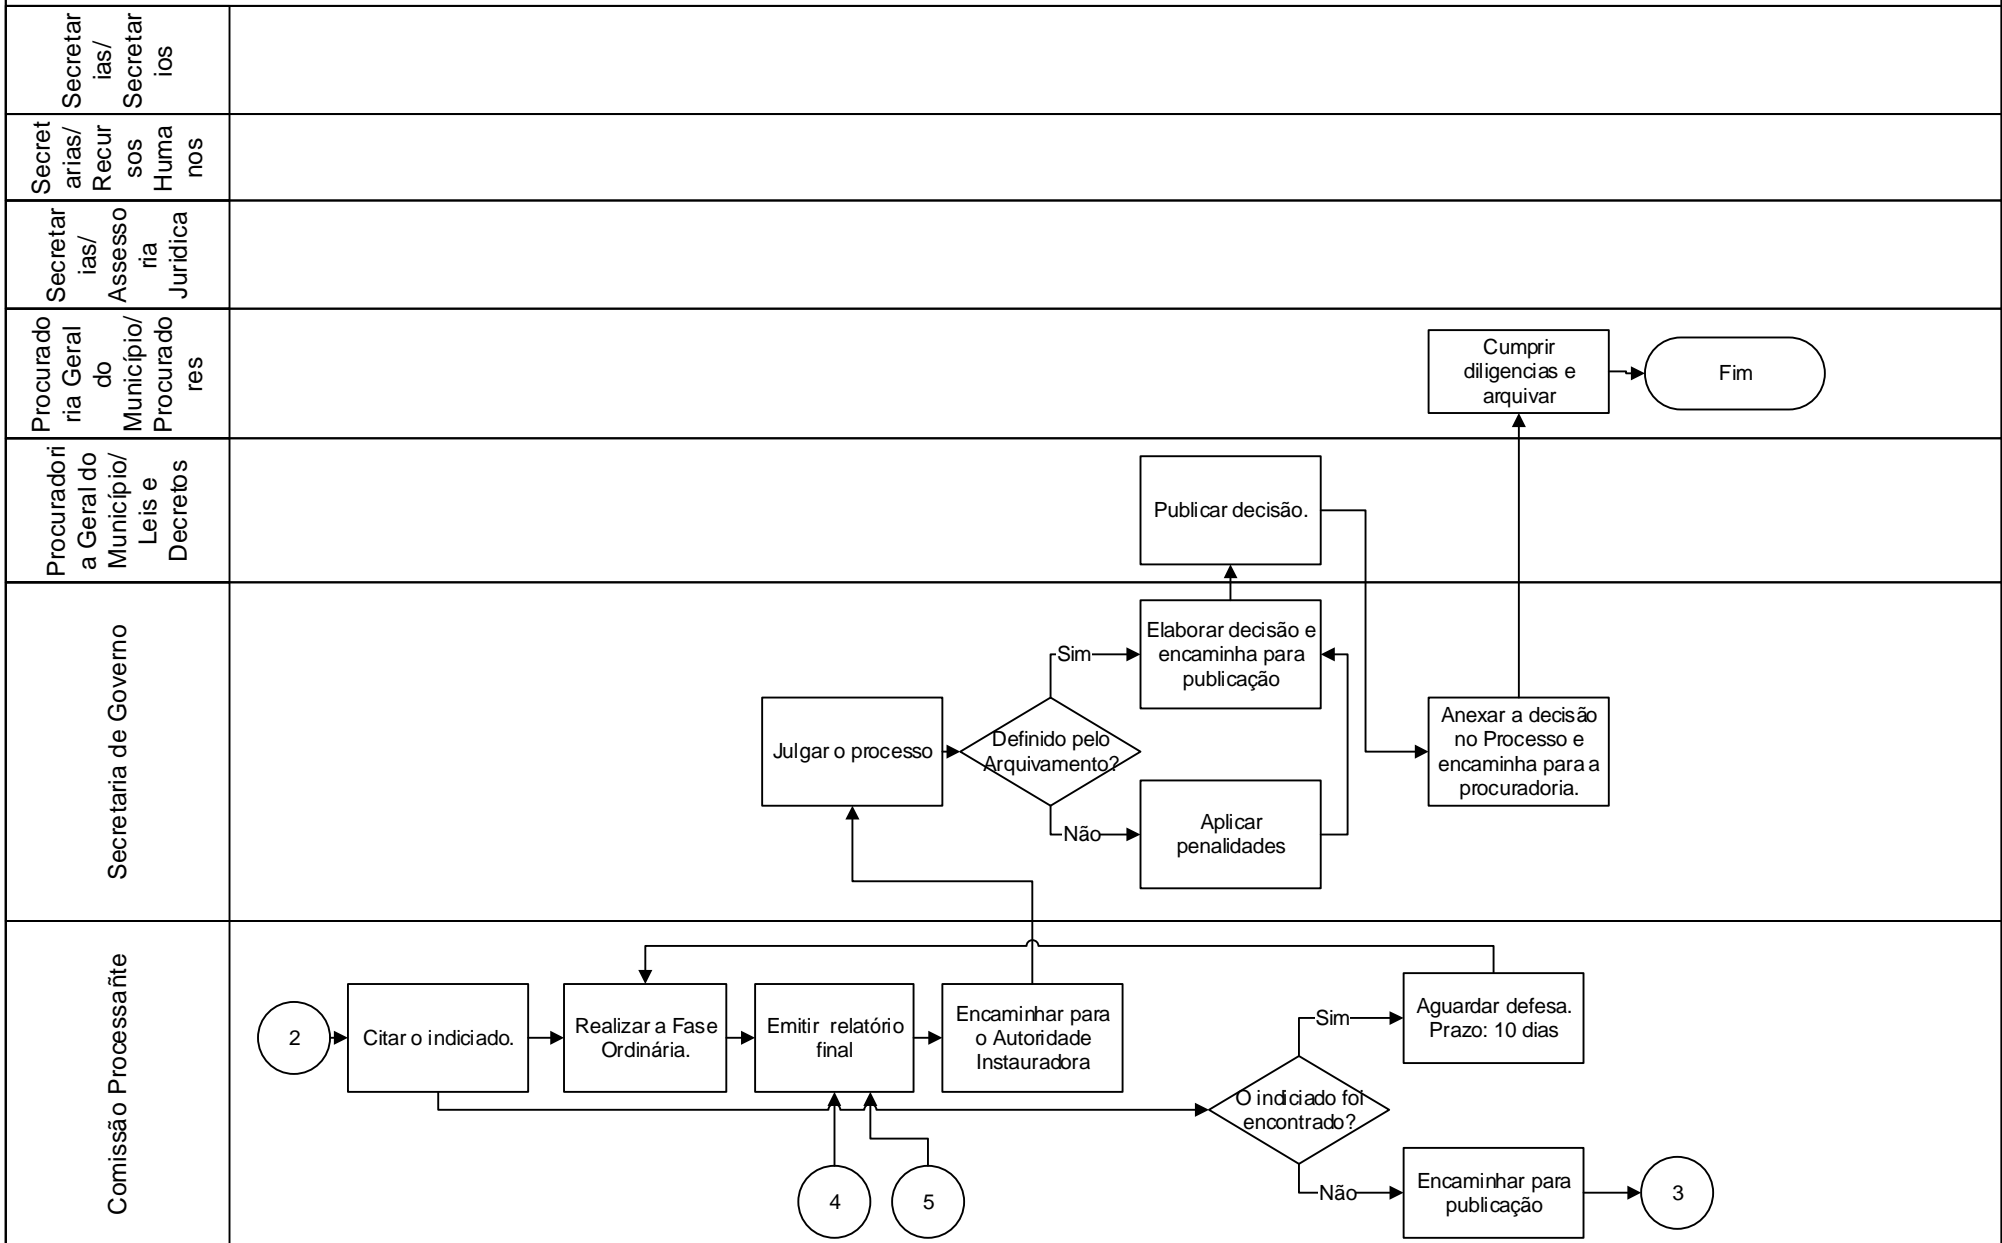 Secretar
ias/
Secretar
ios
Secret
arias/
Recur
sos
Huma
nos
Secretar
ias/
Assesso
ria
Juridica
Procurado
ria Geral
do
Município/
Procurado
res
Cumprir
diligencias e
arquivar
Fim
Procuradori
a Geral do
Município/
Leis e
Decretos
Publicar decisão.
Secretaria de Governo
Julgar o processo
Definido pelo
Arquivamento?
Sim
Elaborar decisão e
encaminha para
publicação
Não
Aplicar
penalidades
Anexar a decisão
no Processo e
encaminha para a
procuradoria.
Comissão Processañte
2
Citar o indiciado.
Realizar a Fase
Ordinária.
Emitir relatório
final
Encaminhar para
o Autoridade
Instauradora
O indiciado foi
encontrado?
Sim
Aguardar defesa.
Prazo: 10 dias
Não
Encaminhar para
publicação
3
4
5